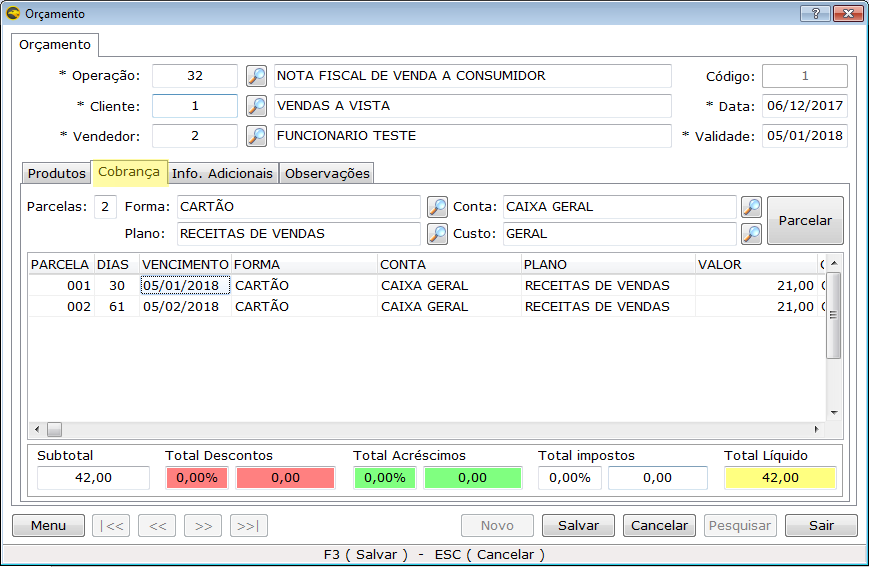 Orçamento
Orçamento
* Operação: 32 NOTA FISCAL DE VENDA A CONSUMIDOR Código: 1
* Cliente: 1 VENDAS A VISTA * Data: 06/12/2017
* Vendedor: 2 FUNCIONARIO TESTE * Validade: 05/01/2018
Produtos Cobrança Info. Adicionais Observações
Parcelas: 2 Forma: CARTÃO Conta: CAIXA GERAL Parcelar
Plano: RECEITAS DE VENDAS Custo: GERAL
PARCELA DIAS VENCIMENTO FORMA CONTA PLANO VALOR
001 30 05/01/2018 CARTÃO CAIXA GERAL RECEITAS DE VENDAS 21,00
002 61 05/02/2018 CARTÃO CAIXA GERAL RECEITAS DE VENDAS 21,00
Subtotal Total Descontos Total Acréscimos Total impostos Total Líquido
42,00 0,00% 0,00 0,00% 0,00 0,00% 0,00 42,00
Menu |<< << >> >>| Novo Salvar Cancelar Pesquisar Sair
F3 ( Salvar ) - ESC ( Cancelar )